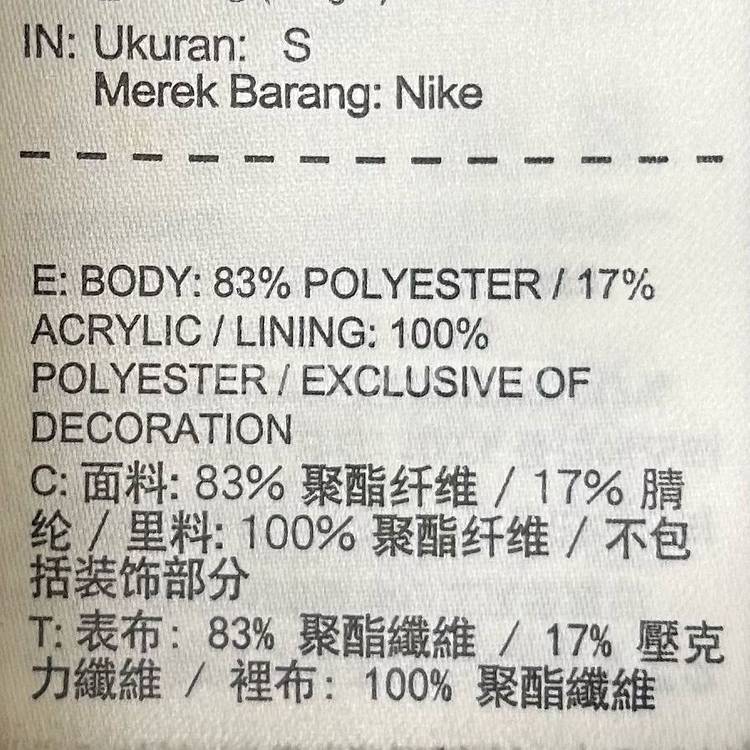 IN: Ukuran: S
Merek Barang: Nike
E: BODY: 83% POLYESTER / 17%
ACRYLIC / LINING: 100%
POLYESTER / EXCLUSIVE OF
DECORATION
C: 面料: 83% 聚酯纤维 / 17% 腈
纶 / 里料: 100% 聚酯纤维 / 不包
括装饰部分
T: 表布: 83% 聚酯纖維 / 17% 壓克
力纖維 / 裡布: 100% 聚酯纖維